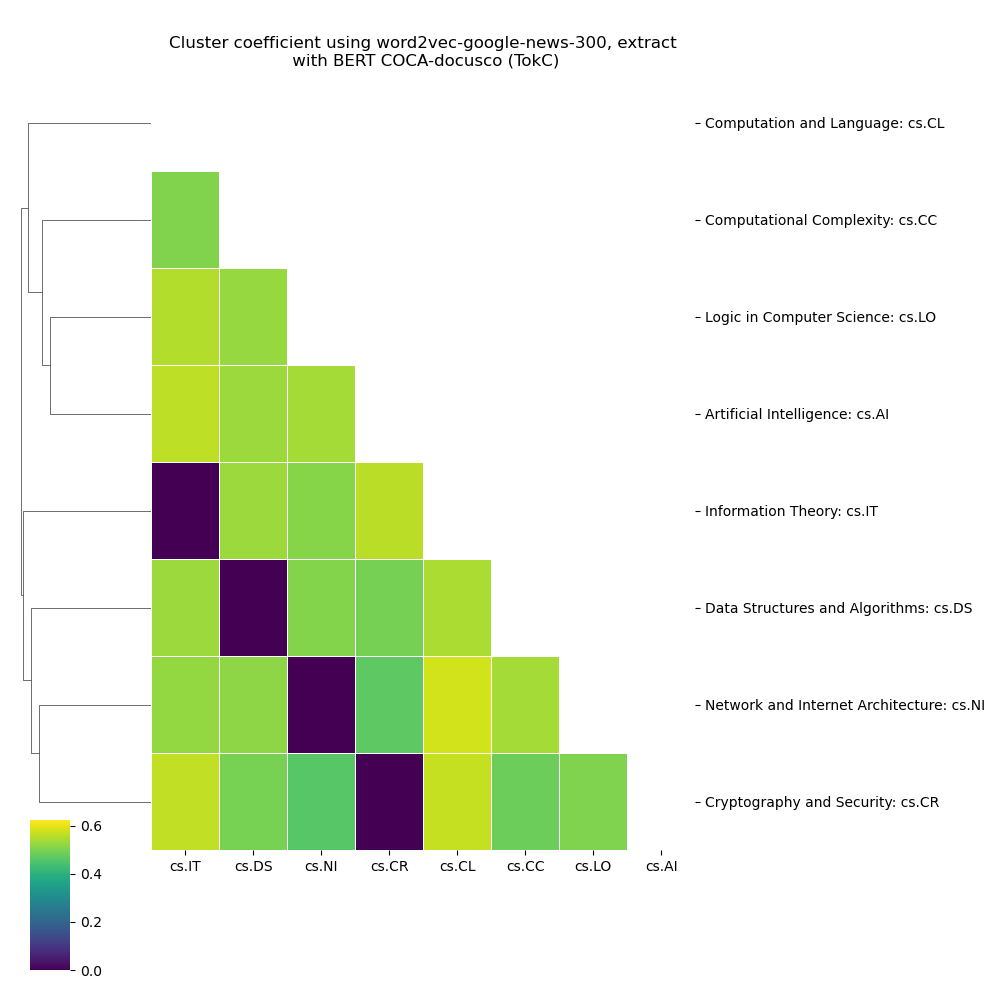 Cluster coefficient using word2vec-google-news-300, extract
with BERT COCA-docusco (TokC)
Computation and Language: cs.CL
Computational Complexity: cs.CC
Logic in Computer Science: cs.LO
Artificial Intelligence: cs.AI
Information Theory: cs.IT
Data Structures and Algorithms: cs.DS
Network and Internet Architecture: cs.NI
Cryptography and Security: cs.CR
cs.IT cs.DS cs.NI cs.CR cs.CL cs.CC cs.LO cs.AI
0.6
0.4
0.2
0.0